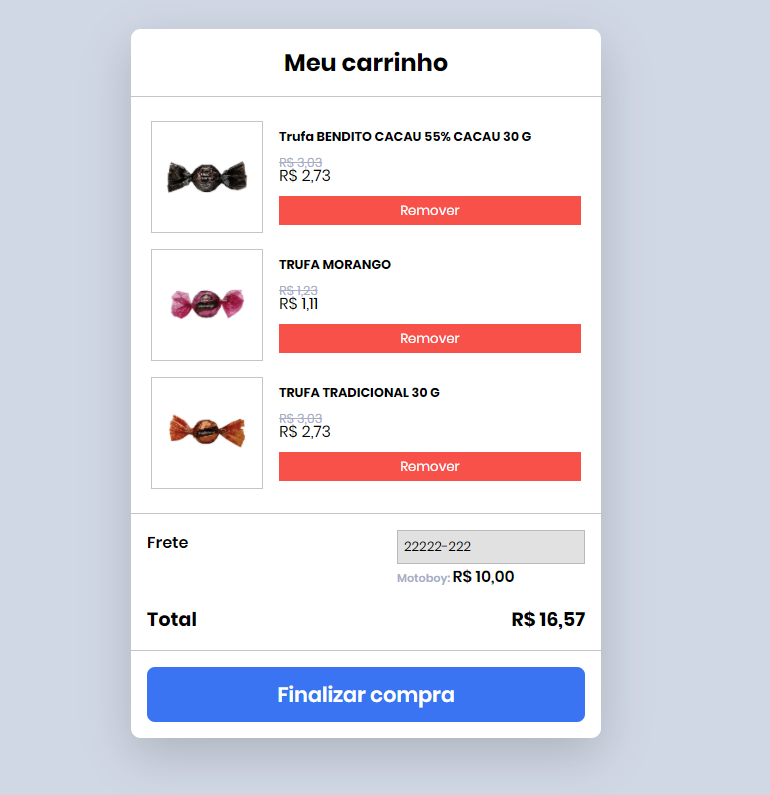 Meu carrinho
Trufa BENDITO CACAU 55% CACAU 30 G
R$ 3,03
R$ 2,73
Remover
TRUFA MORANGO
R$ 1,23
R$ 1,11
Remover
TRUFA TRADICIONAL 30 G
R$ 3,03
R$ 2,73
Remover
Frete
22222-222
Motoboy: R$ 10,00
Total R$ 16,57
Finalizar compra